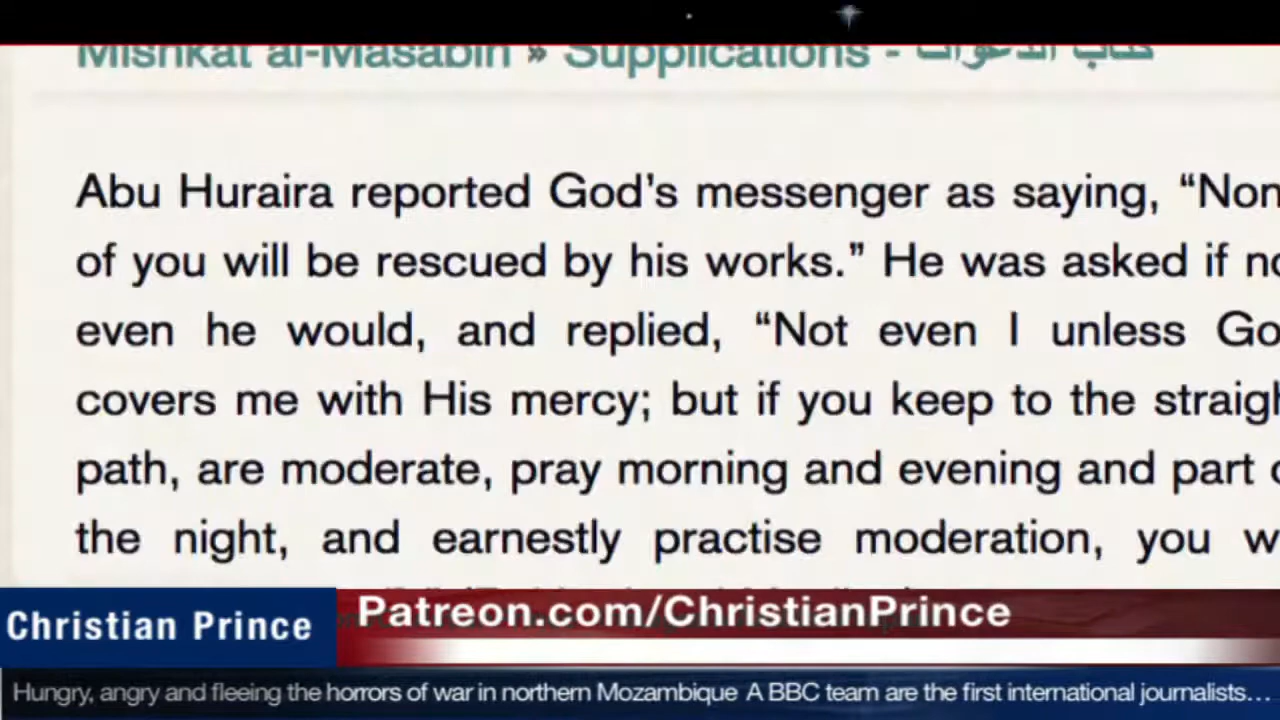 Mishkat al-Masabih » Supplications - كتاب الدعوات
Abu Huraira reported God’s messenger as saying, “Non
of you will be rescued by his works.” He was asked if no
even he would, and replied, “Not even I unless Go
covers me with His mercy; but if you keep to the straigh
path, are moderate, pray morning and evening and part o
the night, and earnestly practise moderation, you w
Christian Prince
Patreon.com/ChristianPrince
Hungry, angry and fleeing the horrors of war in northern Mozambique A BBC team are the first international journalists...